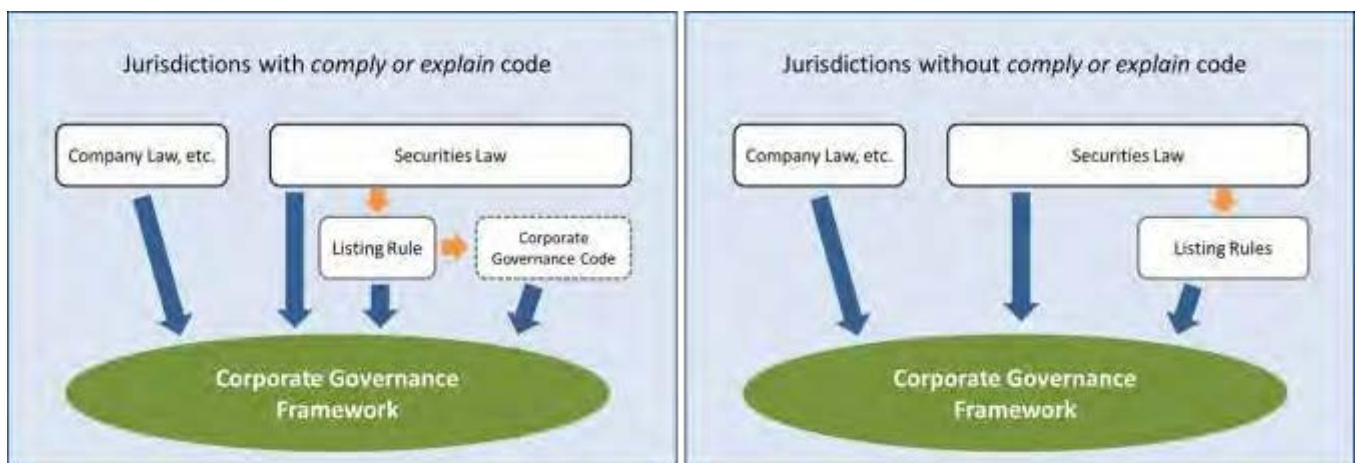 Jurisdictions with comply or explain code
Company Law, etc.
Securities Law
Listing Rule
Corporate
Governance Code
Corporate Governance
Framework
Jurisdictions without comply or explain code
Company Law, etc.
Securities Law
Listing Rules
Corporate Governance
Framework